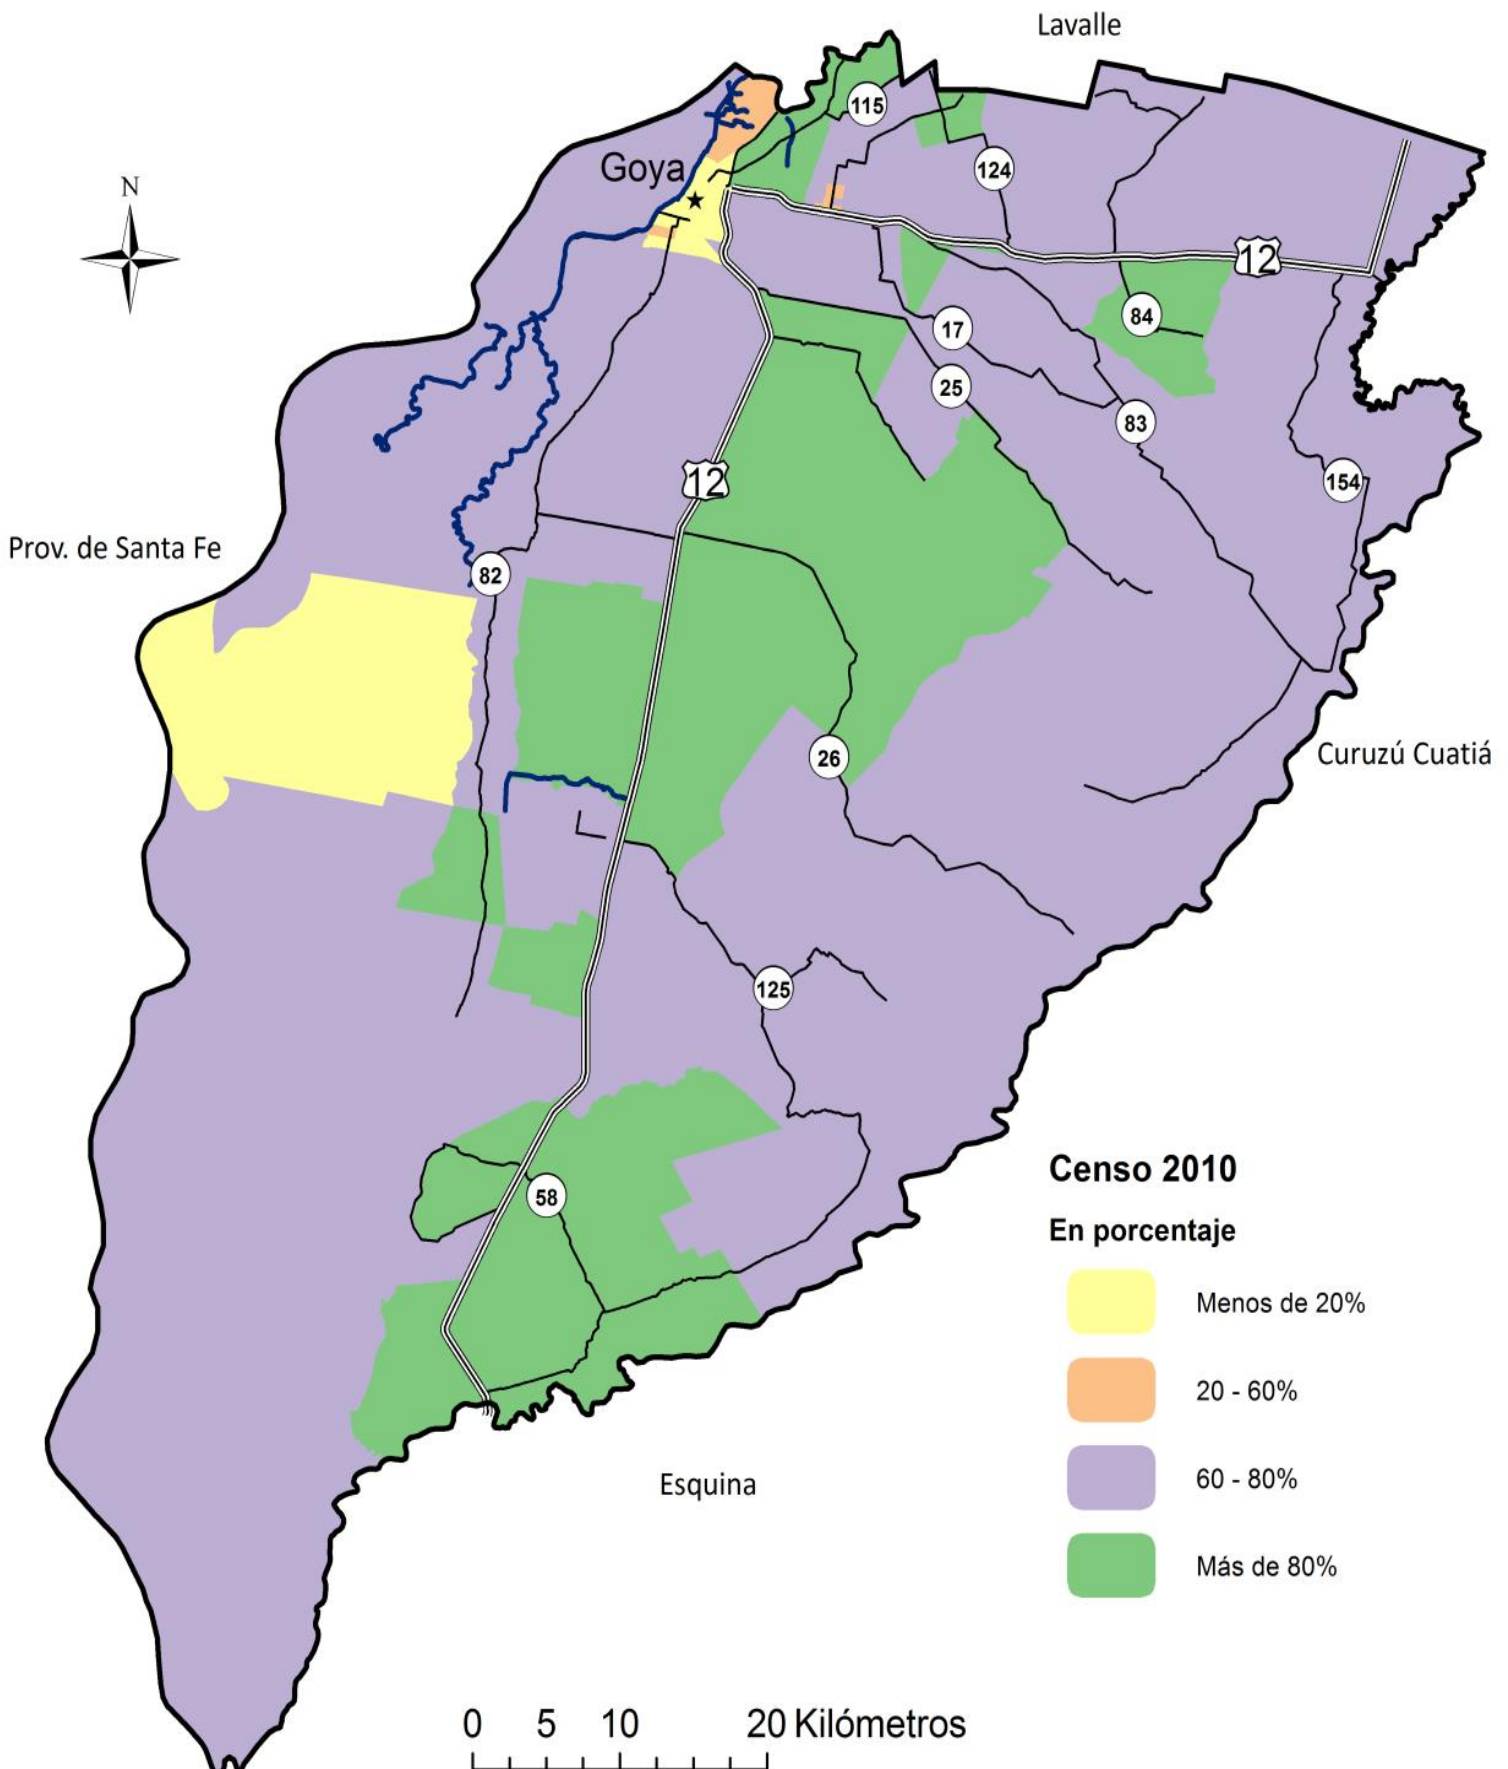 Lavalle
115
N
Goya
124
12
84
17
25
83
12
154
Prov. de Santa Fe
82
26
Curuzú Cuatiá
125
Censo 2010
58
En porcentaje
Menos de 20%
20 - 60%
Esquina
60 - 80%
Más de 80%
0 5 10 20 Kilómetros